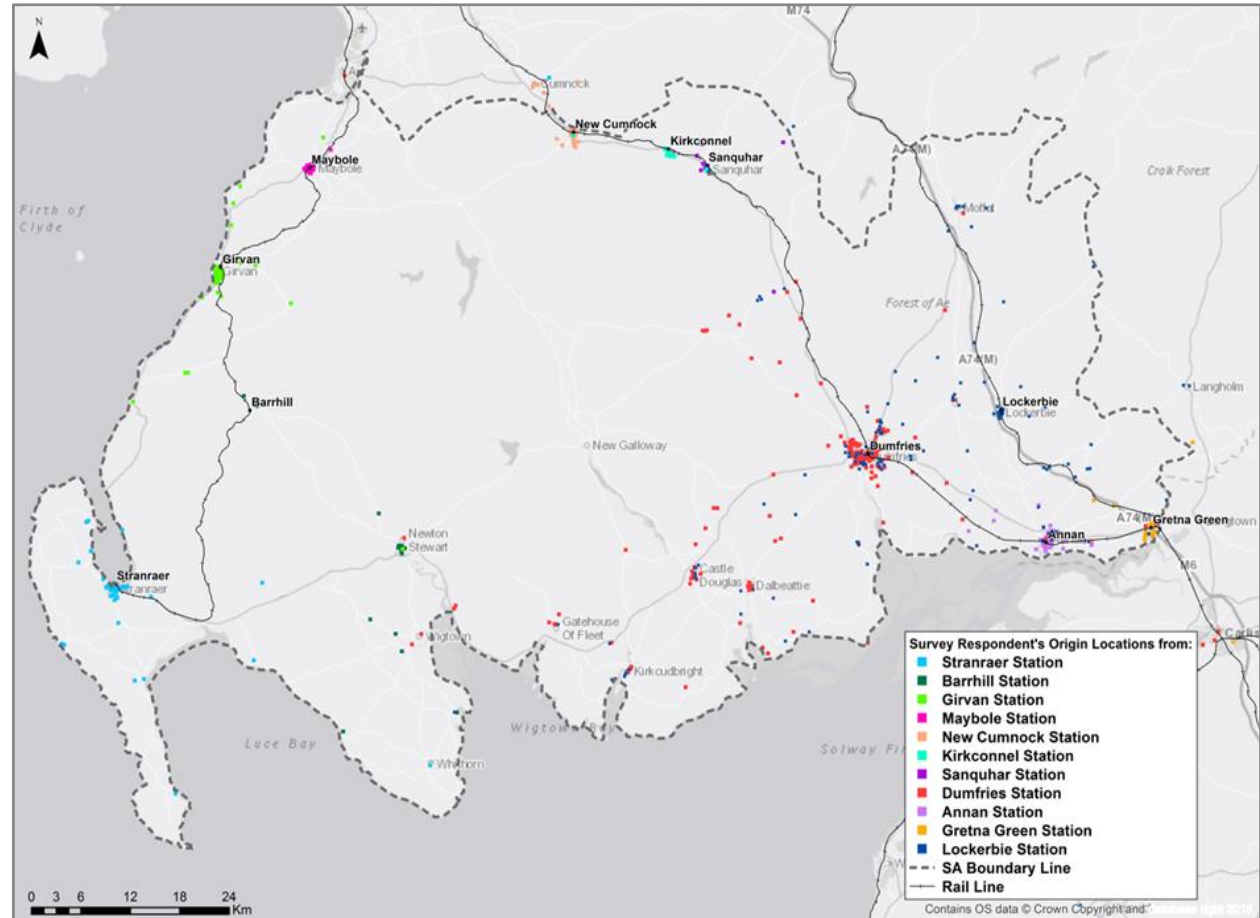 N
M74
Cumnock
New Cumnock
Kirkconnel
Sanquhar
Sanquhar
A74(M)
Craik Forest
Maybole
Maybole
Moffat
Firth of
Clyde
Girvan
Girvan
Forest of Ae
A74(M)
Langholm
Barrhill
Lockerbie
Lockerbie
New Galloway
Dumfries
Dumfries
A74(M)
Gretna Green
Newton
Stewart
Annan
M6
Stranraer
Stranraer
Castle
Douglas
Dalbeattie
Wigtown
Gatehouse
Of Fleet
Kirkcudbright
Luce Bay
Wigtown Bay
Whithorn
Solway Fir
Carlis
Survey Respondent's Origin Locations from:
Stranraer Station
Barrhill Station
Girvan Station
Maybole Station
New Cumnock Station
Kirkconnel Station
Sanquhar Station
Dumfries Station
Annan Station
Gretna Green Station
Lockerbie Station
SA Boundary Line
Rail Line
0 3 6 12 18 24
Km
Contains OS data © Crown Copyright and